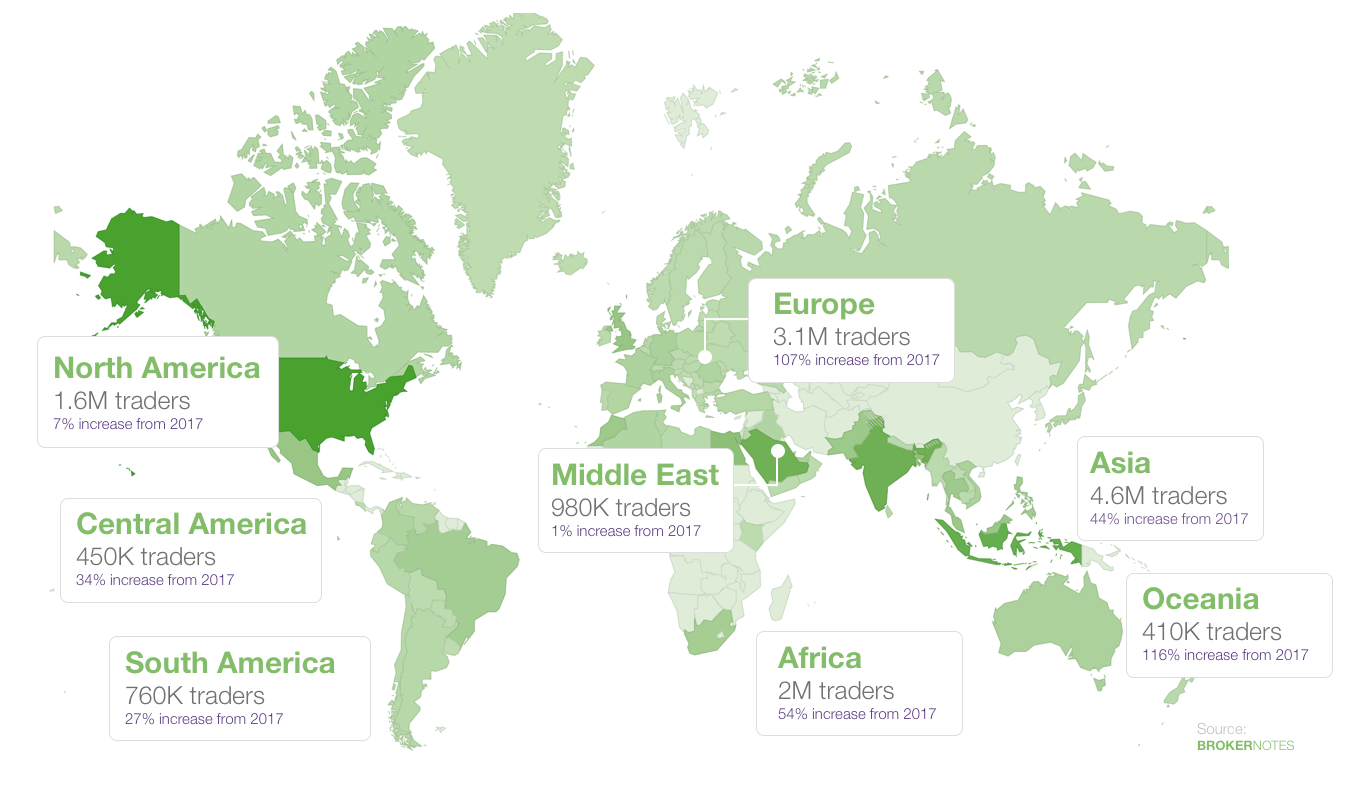 Europe
3.1M traders
107% increase from 2017
North America
1.6M traders
7% increase from 2017
Middle East
980K traders
1% increase from 2017
Asia
4.6M traders
44% increase from 2017
Central America
450K traders
34% increase from 2017
Oceania
410K traders
116% increase from 2017
South America
760K traders
27% increase from 2017
Africa
2M traders
54% increase from 2017
Source:
BROKERNOTES